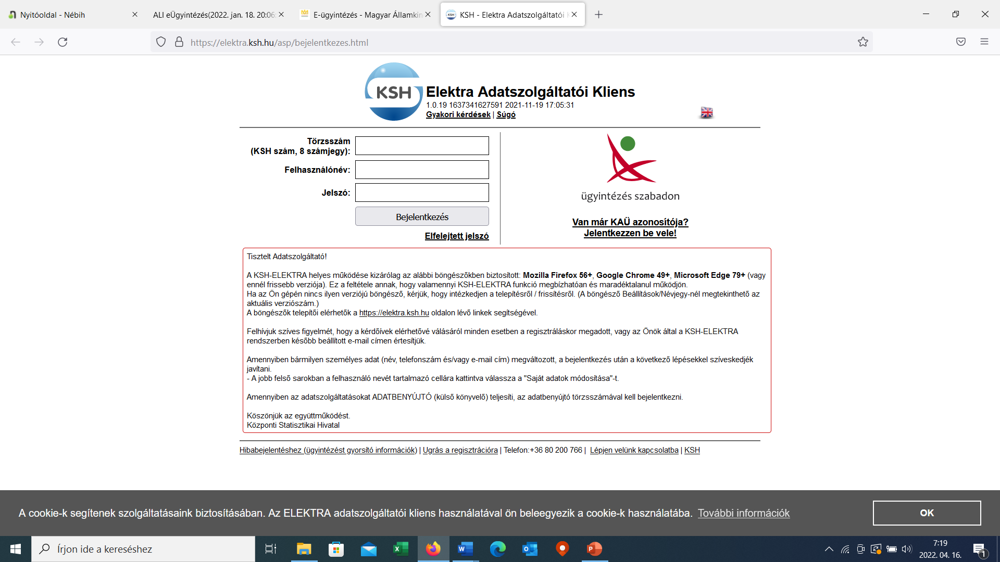 Nyitóoldal - Nébih
ALI eÜgyintézés(2022. jan. 18. 20:06:
E-ügyintézés - Magyar Államkin
KSH - Elektra Adatszolgáltatói K
https://elektra.ksh.hu/asp/bejelentkezes.html
KSH
Elektra Adatszolgáltatói Kliens
1.0.19 1637341627591 2021-11-19 17:05:31
Gyakori kérdések | Súgó
Törzsszám
(KSH szám, 8 számjegy):
Felhasználónév:
Jelszó:
Bejelentkezés
Elfelejtett jelszó
ügyintézés szabadon
Van már KAÜ azonosítója?
Jelentkezzen be vele!
Tisztelt Adatszolgáltató!
A KSH-ELEKTRA helyes működése kizárólag az alábbi böngészőkben biztosított: Mozilla Firefox 56+, Google Chrome 49+, Microsoft Edge 79+ (vagy
ennél frissebb verziója). Ez a feltétele annak, hogy valamennyi KSH-ELEKTRA funkció megbízhatóan és maradéktalanul működjön.
Ha az Ön gépén nincs ilyen verziójú böngésző, kérjük, hogy intézkedjen a telepítésről / frissítésről. (A böngésző Beállítások/Névjegy-nél megtekinthető az
aktuális verziószám.)
A böngészők telepítői elérhetők a https://elektra.ksh.hu oldalon lévő linkek segítségével.
Felhívjuk szíves figyelmét, hogy a kérdőívek elérhetővé válásáról minden esetben a regisztráláskor megadott, vagy az Önök által a KSH-ELEKTRA
rendszerben később beállított e-mail címen értesítjük.
Amennyiben bármilyen személyes adat (név, telefonszám és/vagy e-mail cím) megváltozott, a bejelentkezés után a következő lépésekkel szíveskedjék
javítani.
- A jobb felső sarokban a felhasználó nevét tartalmazó cellára kattintva válassza a "Saját adatok módosítása"-t.
Amennyiben az adatszolgáltatásokat ADATBENYÚJTÓ (külső könyvelő) teljesíti, az adatbenyújtó törzsszámával kell bejelentkezni.
Köszönjük az együttműködést.
Központi Statisztikai Hivatal
Hibabejelentéshez (ügyintézést gyorsító információk) | Ugrás a regisztrációra | Telefon:+36 80 200 766 | Lépjen velünk kapcsolatba | KSH
A cookie-k segítenek szolgáltatásaink biztosításában. Az ELEKTRA adatszolgáltatói kliens használatával ön beleegyezik a cookie-k használatába. További információk
OK
Írjon ide a kereséshez
7:19
2022. 04. 16.
1